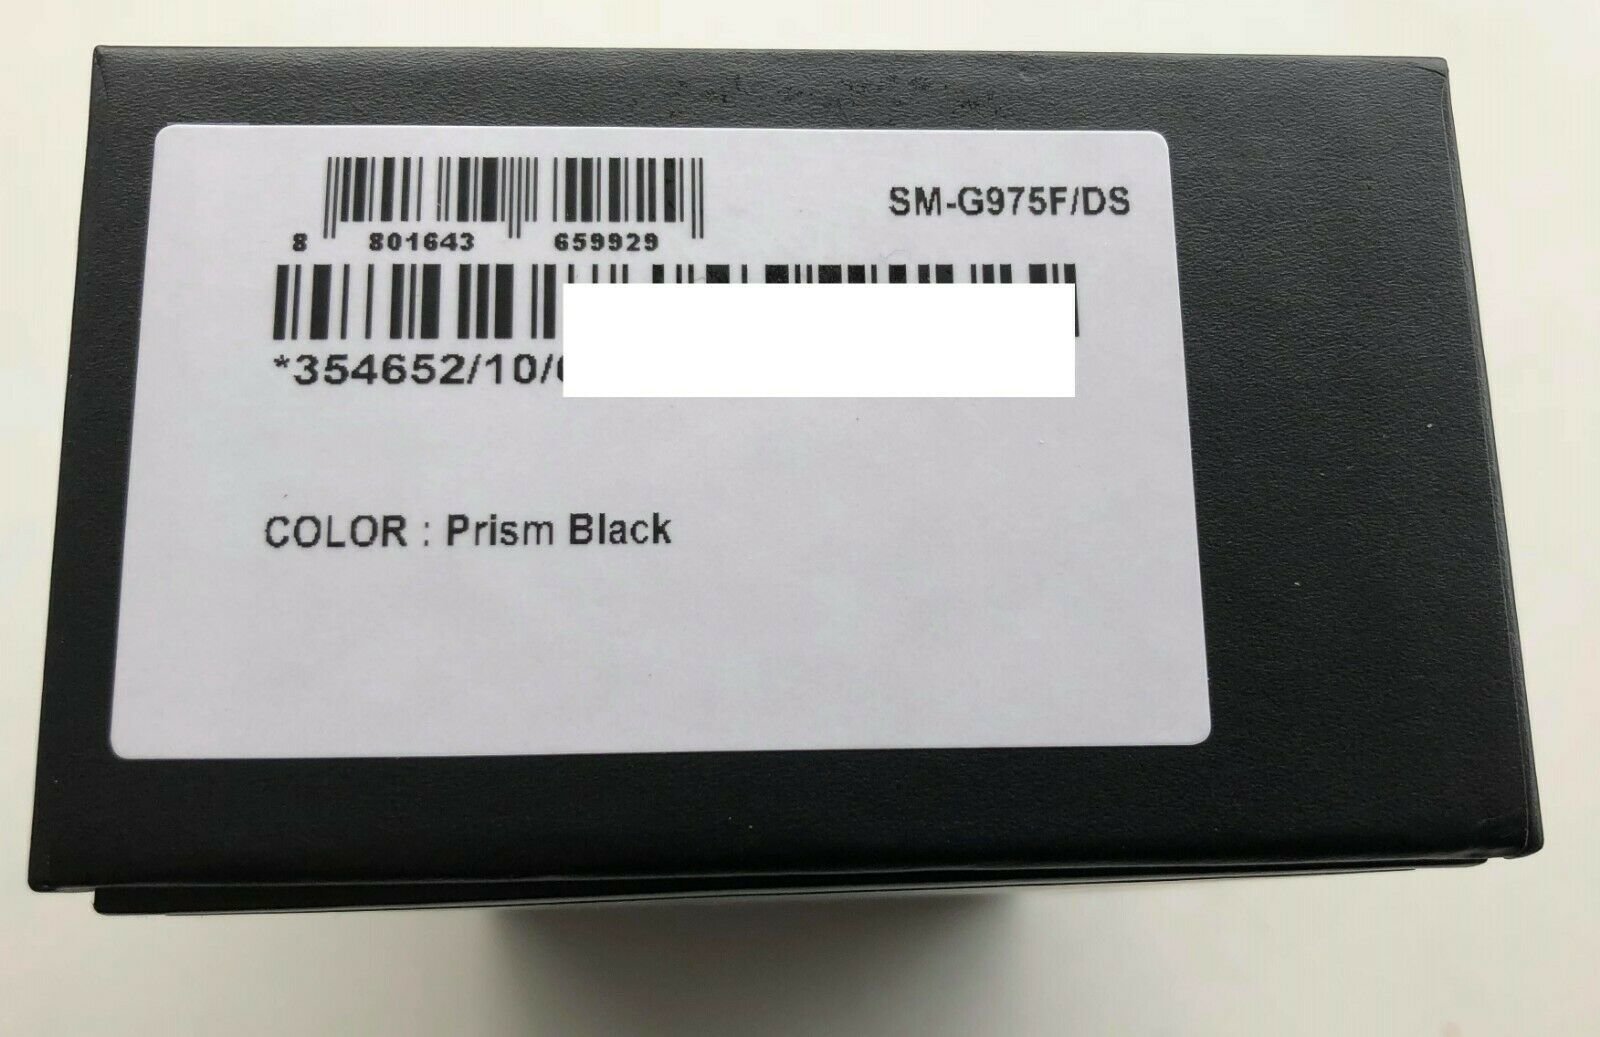 SM-G975F/DS
8 801643 659929
*354652/10/
COLOR : Prism Black